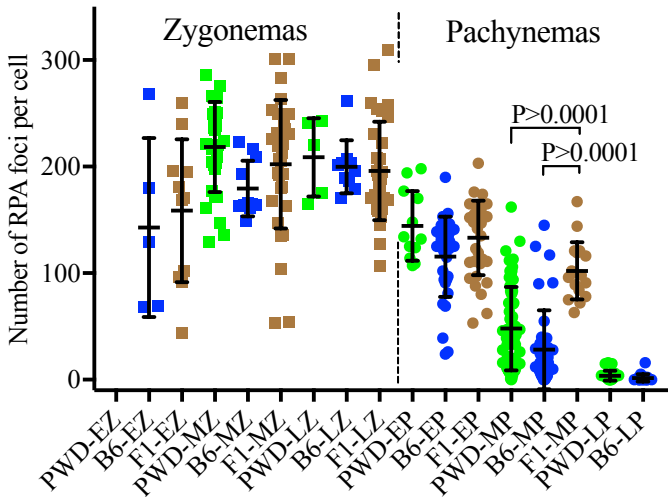 Zygonemas Pachynemas
Number of RPA foci per cell
300
200
100
0
P>0.0001
P>0.0001
PWD-EZ
B6-EZ
F1-EZ
PWD-MZ
B6-MZ
F1-MZ
PWD-LZ
B6-LZ
F1-LZ
PWD-EP
B6-EP
F1-EP
PWD-MP
B6-MP
F1-MP
PWD-LP
B6-LP